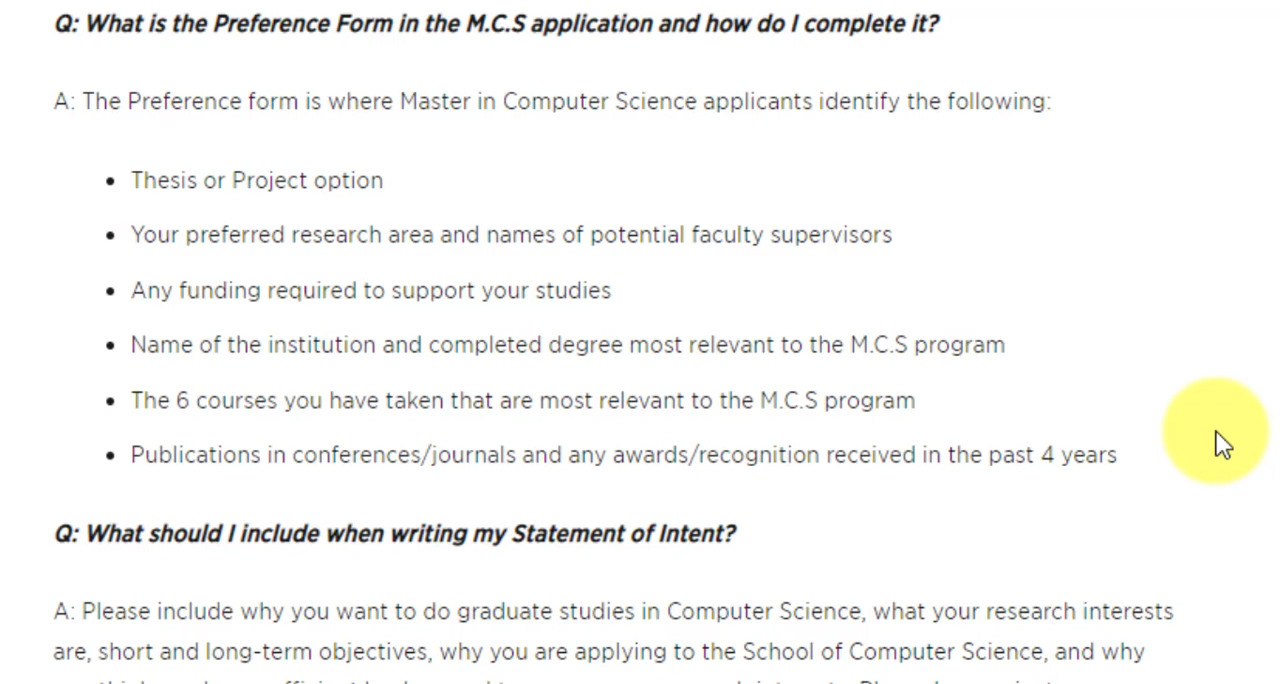 Q: What is the Preference Form in the M.C.S application and how do I complete it?
A: The Preference form is where Master in Computer Science applicants identify the following:
• Thesis or Project option
• Your preferred research area and names of potential faculty supervisors
• Any funding required to support your studies
• Name of the institution and completed degree most relevant to the M.C.S program
• The 6 courses you have taken that are most relevant to the M.C.S program
• Publications in conferences/journals and any awards/recognition received in the past 4 years
Q: What should I include when writing my Statement of Intent?
A: Please include why you want to do graduate studies in Computer Science, what your research interests
are, short and long-term objectives, why you are applying to the School of Computer Science, and why